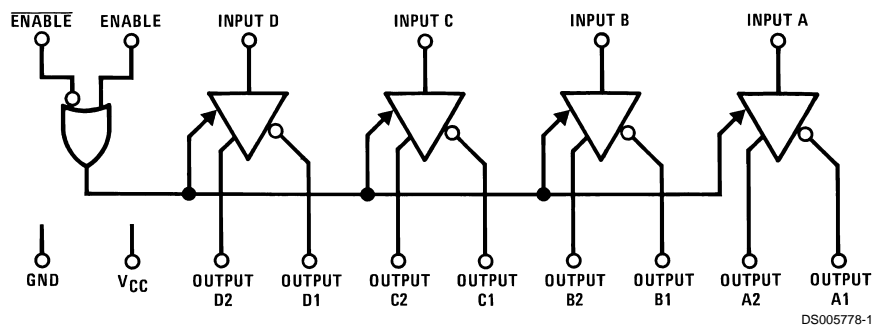 ENABLE ENABLE INPUT D INPUT C INPUT B INPUT A
GND VCC OUTPUT D2 OUTPUT D1 OUTPUT C2 OUTPUT C1 OUTPUT B2 OUTPUT B1 OUTPUT A2 OUTPUT A1
DS005778-1